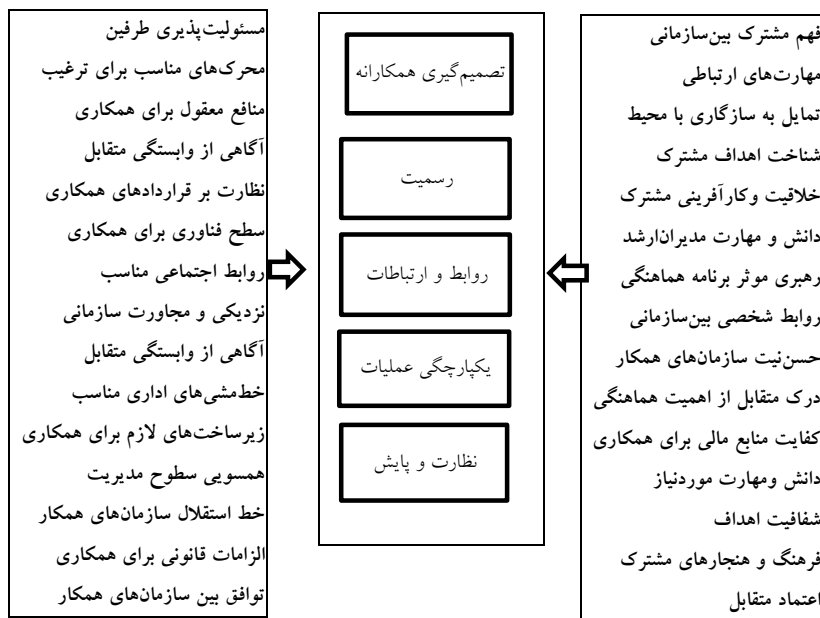 فهم مشترک بین‌سازمانی
مهارت‌های ارتباطی
تمایل به سازگاری با محیط
شناخت اهداف مشترک
خلاقیت وکارآفرینی مشترک
دانش و مهارت مدیران‌ارشد
رهبری موثر برنامه هماهنگی
روابط شخصی بین‌سازمانی
حسن‌نیت سازمان‌های همکار
درک متقابل از اهمیت هماهنگی
کفایت منابع مالی برای همکاری
دانش ومهارت موردنیاز
شفافیت اهداف
فرهنگ و هنجارهای مشترک
اعتماد متقابل
تصمیم‌گیری همکارانه
رسمیت
روابط و ارتباطات
یکپارچگی عملیات
نظارت و پایش
مسئولیت‌پذیری طرفین
محرک‌های مناسب برای ترغیب
منافع معقول برای همکاری
آگاهی از وابستگی متقابل
نظارت بر قراردادهای همکاری
سطح فناوری برای همکاری
روابط اجتماعی مناسب
نزدیکی و مجاورت سازمانی
آگاهی از وابستگی متقابل
خط‌مشی‌های اداری مناسب
زیرساخت‌های لازم برای همکاری
همسویی سطوح مدیریت
خط استقلال سازمان‌های همکار
الزامات قانونی برای همکاری
توافق بین سازمان‌های همکار